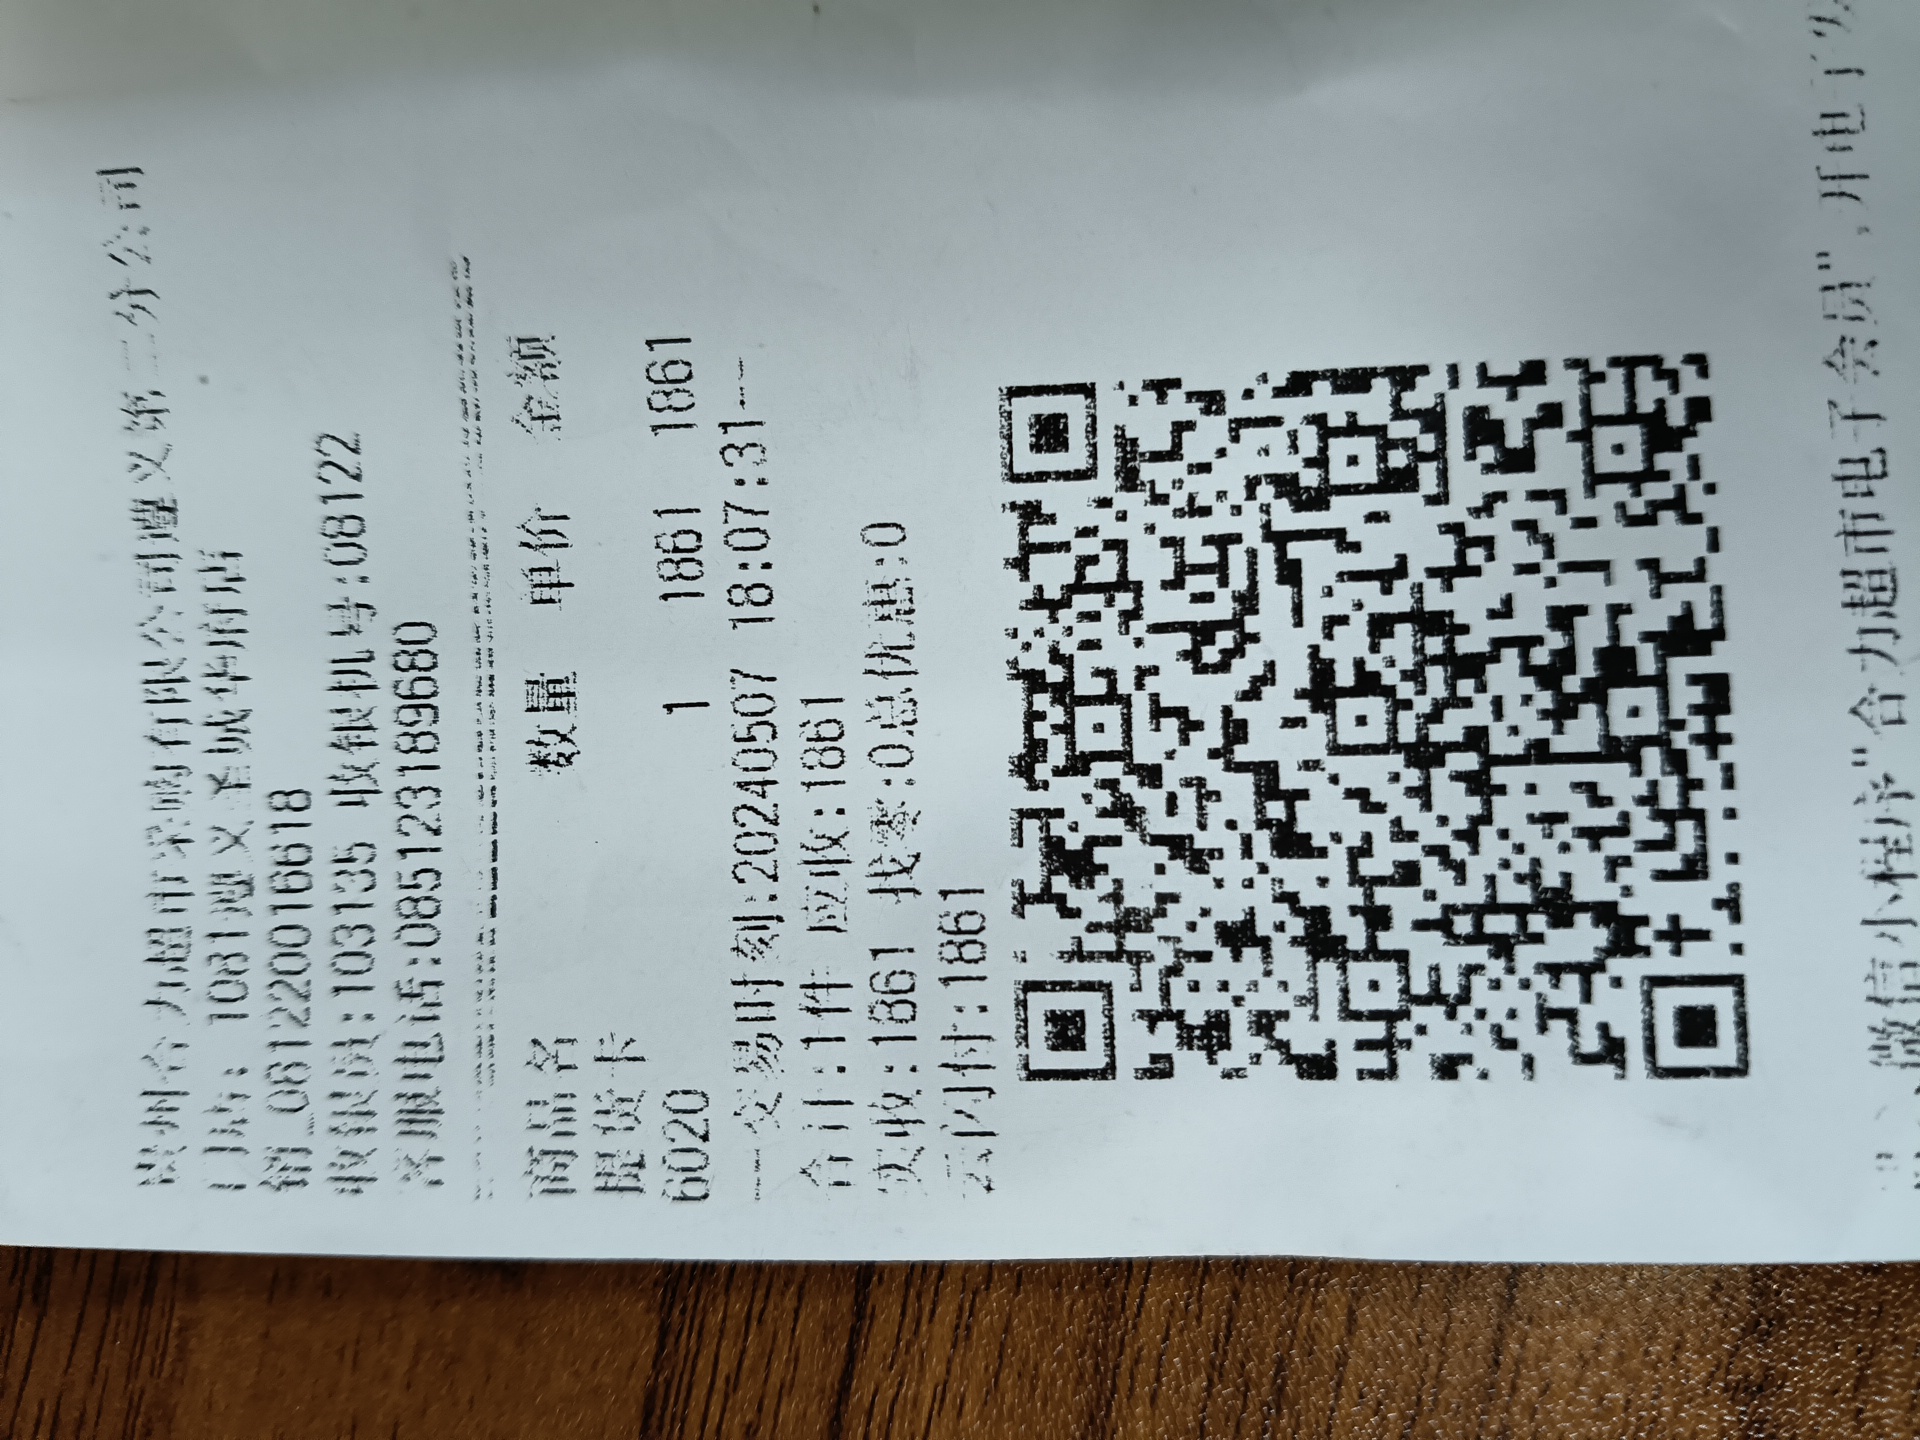 贵州合力超市采购有限公司遵义第二分公司
门店: 1081遵义圣城华府店
销_081220016618
收银员:103135 收银机号:08122
客服电话:085123189680
商品名 数量 单价 金额
提货卡
6020 1 1861 1861
--交易时刻:20240507 18:07:31--
合计:1件 应收:1861
实收:1861 找零:0总优惠:0
云闪付:1861
微信小程序"合力超市电子会员",开电子